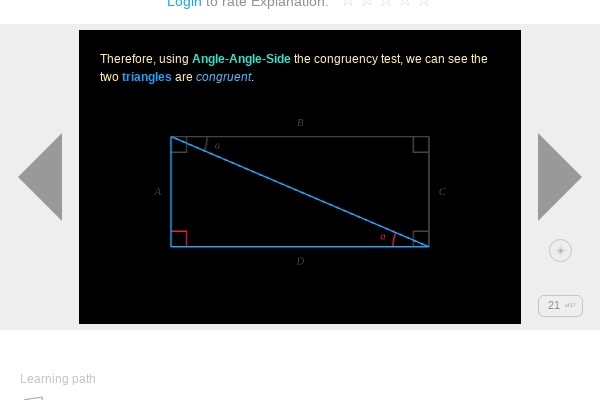 Login to rate Explanation:
Therefore, using Angle-Angle-Side the congruency test, we can see the
two triangles are congruent.
B
a
A
C
a
D
21 of 21
Learning path